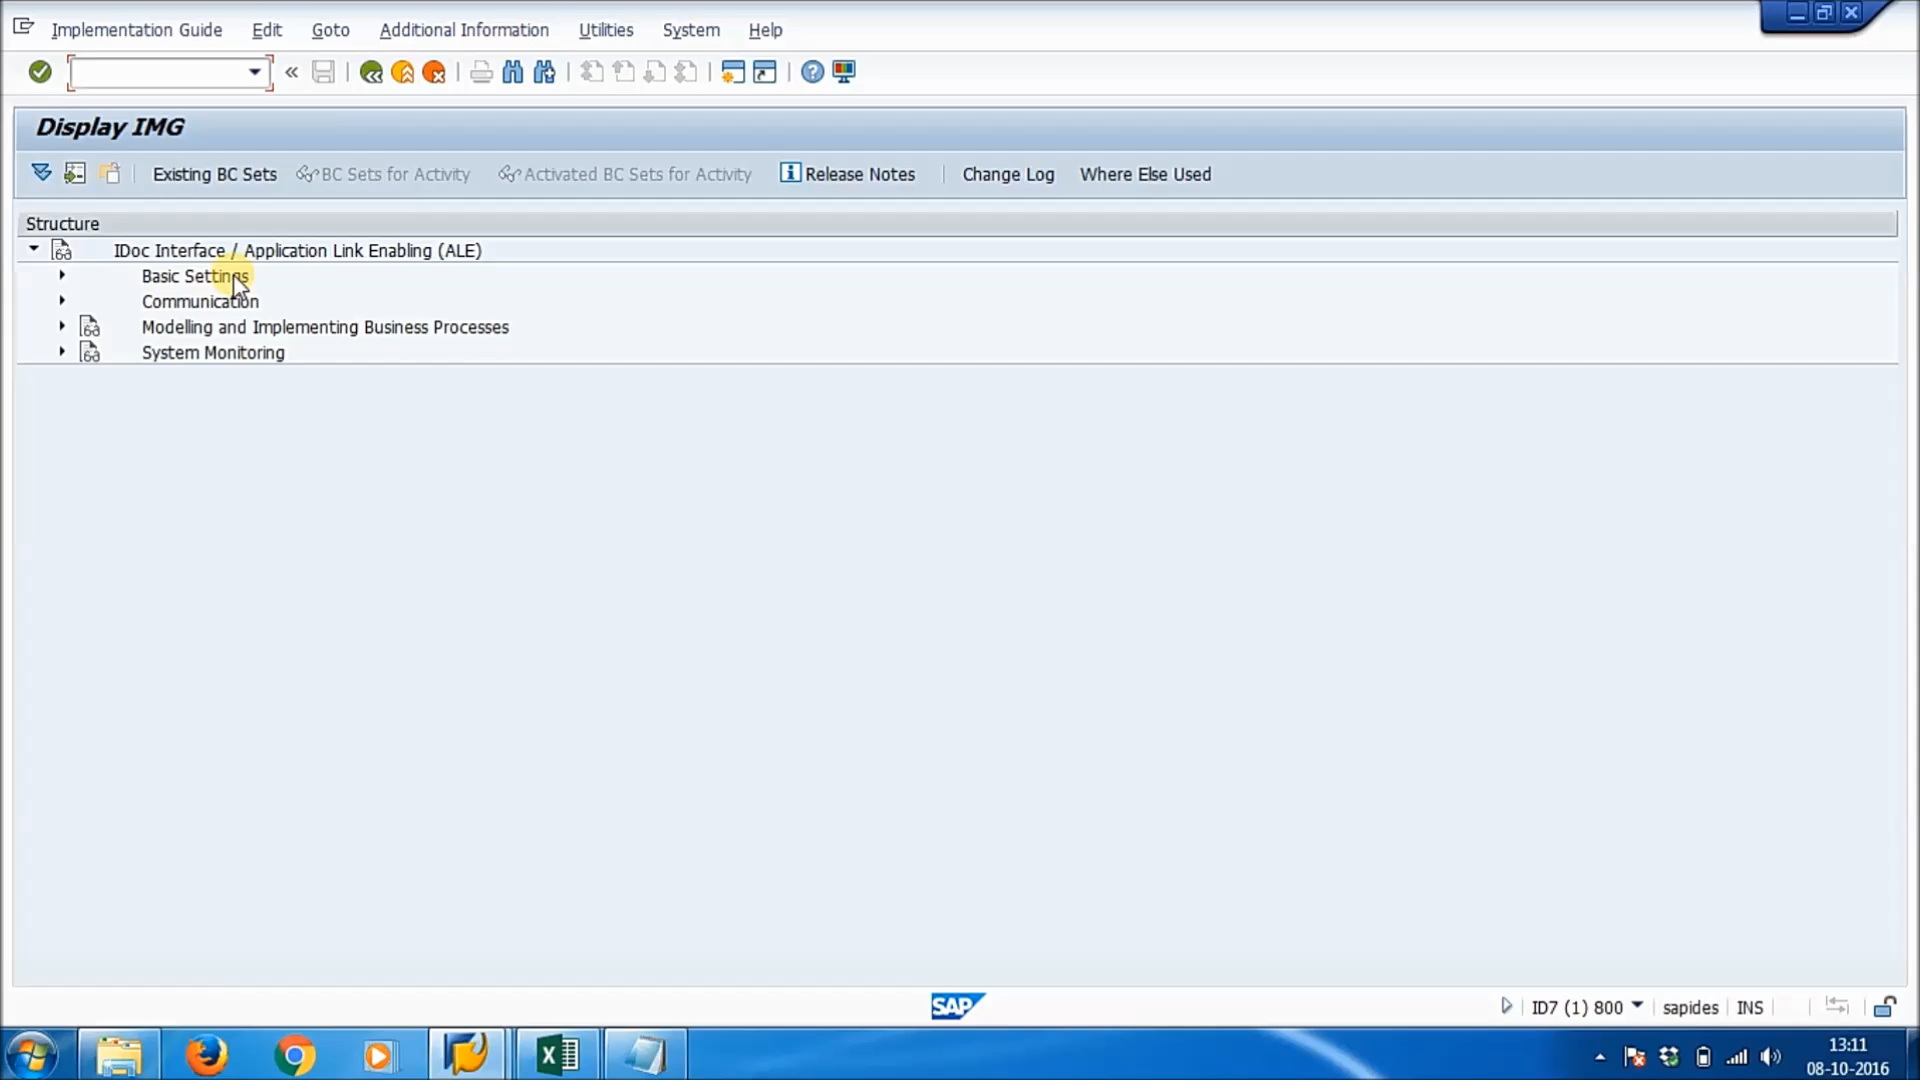 Implementation Guide Edit Goto Additional Information Utilities System Help
Display IMG
Existing BC Sets BC Sets for Activity Activated BC Sets for Activity Release Notes Change Log Where Else Used
Structure
IDoc Interface / Application Link Enabling (ALE)
Basic Settings
Communication
Modelling and Implementing Business Processes
System Monitoring
SAP ID7 (1) 800 sapides INS
13:11
08-10-2016